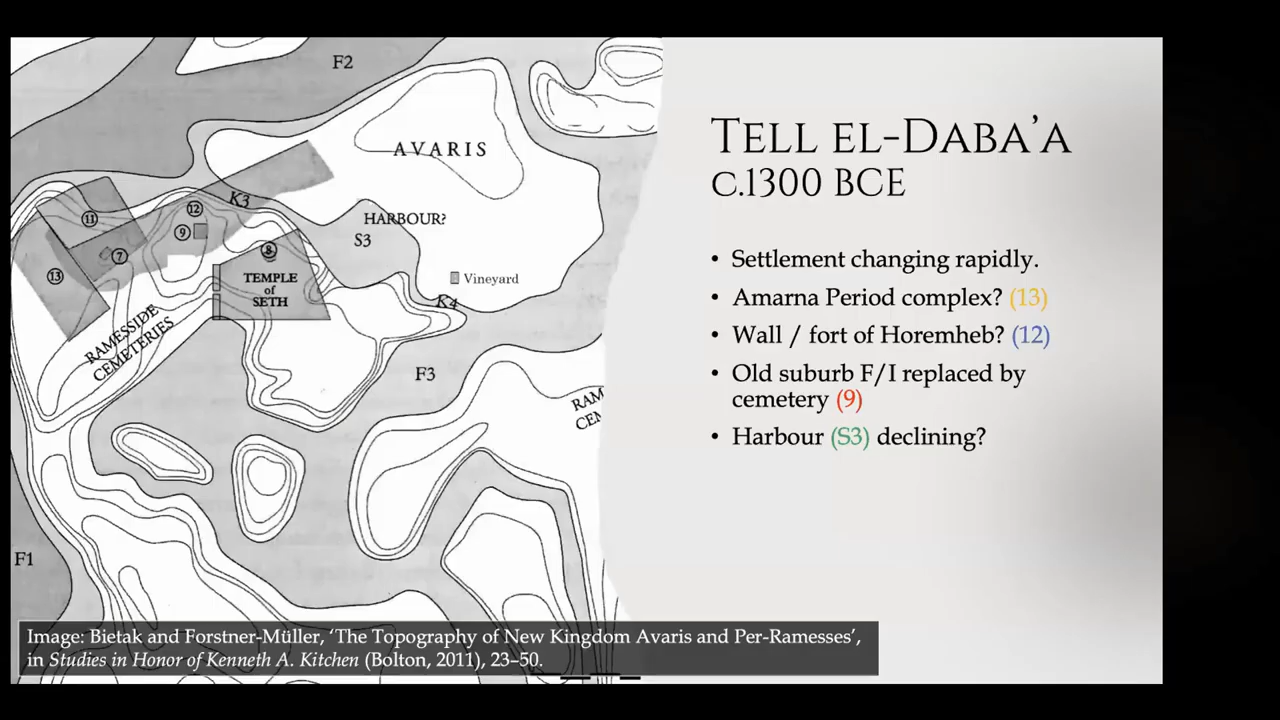 F2
AVARIS
K3
11
12
9
HARBOUR?
S3
7
8
13
TEMPLE
of
SETH
Vineyard
K4
RAMESSIDE
CEMETERIES
F3
RAM
CEM
F1
TELL EL-DABA’A
C.1300 BCE
• Settlement changing rapidly.
• Amarna Period complex? (13)
• Wall / fort of Horemheb? (12)
• Old suburb F/I replaced by
cemetery (9)
• Harbour (S3) declining?
Image: Bietak and Forstner-Müller, ‘The Topography of New Kingdom Avaris and Per-Ramesses’,
in Studies in Honor of Kenneth A. Kitchen (Bolton, 2011), 23–50.